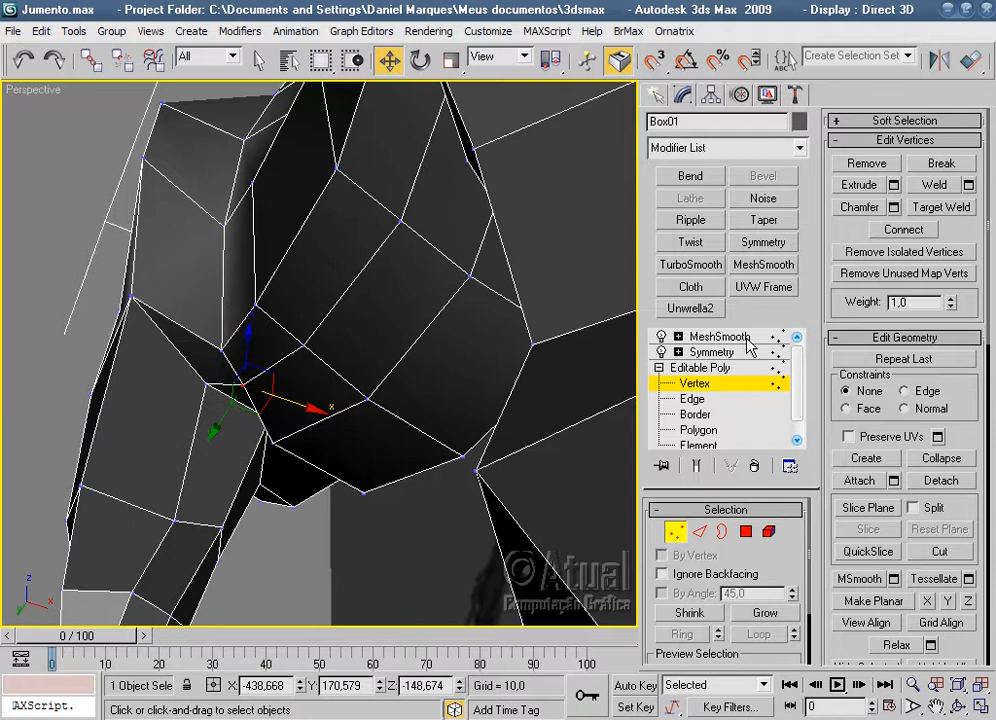 Jumento.max - Project Folder: C:\Documents and Settings\Daniel Marques\Meus documentos\3dsmax - Autodesk 3ds Max 2009 - Display : Direct 3D
File Edit Tools Group Views Create Modifiers Animation Graph Editors Rendering Customize MAXScript Help BrMax Ornatrix
All View Create Selection Set
Perspective
Box01
Modifier List
Bend Bevel
Lathe Noise
Ripple Taper
Twist Symmetry
TurboSmooth MeshSmooth
Cloth UVW Frame
Unwrella2
MeshSmooth
Symmetry
Editable Poly
Vertex
Edge
Border
Polygon
Element
- Selection
By Vertex
Ignore Backfacing
By Angle: 45,0
Shrink Grow
Ring Loop
Preview Selection
+ Soft Selection
- Edit Vertices
Remove Break
Extrude Weld
Chamfer Target Weld
Connect
Remove Isolated Vertices
Remove Unused Map Verts
Weight: 1,0
- Edit Geometry
Repeat Last
Constraints
None Edge
Face Normal
Preserve UVs
Create Collapse
Attach Detach
Slice Plane Split
Slice Reset Plane
QuickSlice Cut
MSmooth Tessellate
Make Planar X Y Z
View Align Grid Align
Relax
x
z
x
y
© Atual
Computação Gráfica
< 0 / 100 >
0 10 20 30 40 50 60 70 80 90 100
1 Object Sele X: -438,668 Y: 170,579 Z: -148,674 Grid = 10,0 Auto Key Selected
AXScript. Click or click-and-drag to select objects Add Time Tag Set Key Key Filters... 0